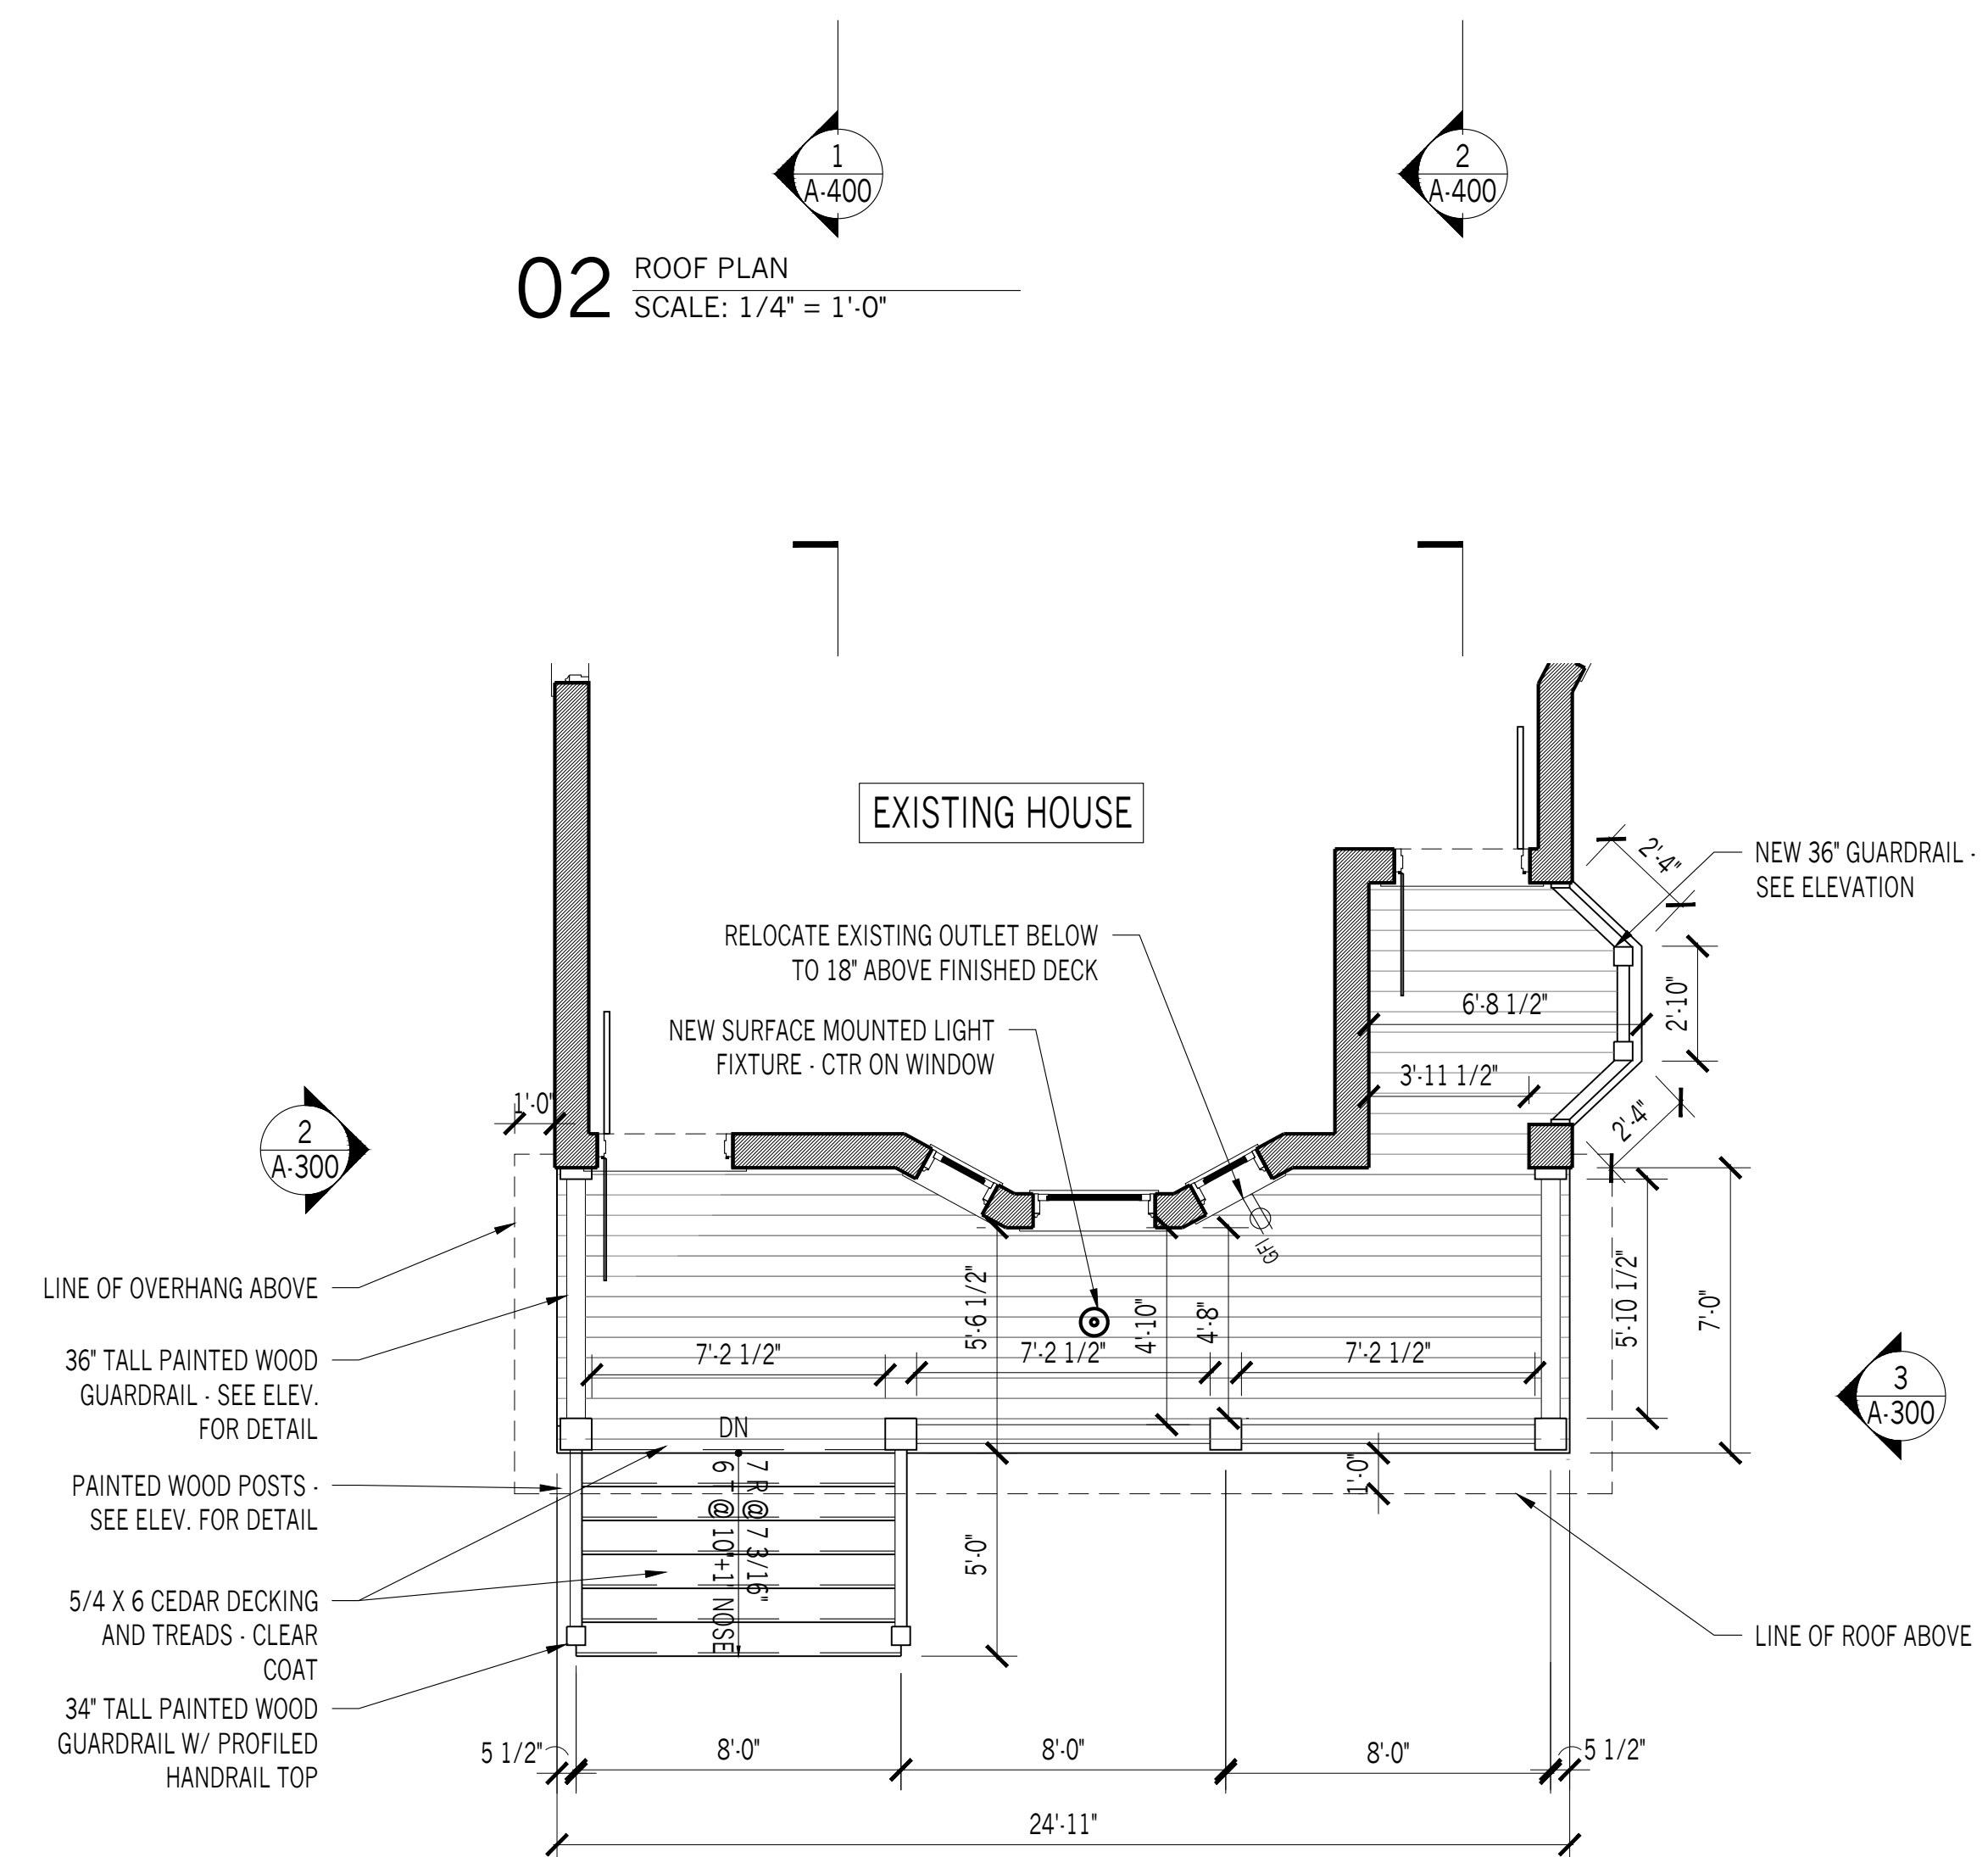 1
A-400
2
A-400
02
ROOF PLAN
SCALE: 1/4" = 1'-0"
EXISTING HOUSE
2'-4"
NEW 36" GUARDRAIL -
SEE ELEVATION
RELOCATE EXISTING OUTLET BELOW
TO 18" ABOVE FINISHED DECK
6'-8 1/2"
2'-10"
NEW SURFACE MOUNTED LIGHT
FIXTURE - CTR ON WINDOW
3'-11 1/2"
2'-4"
1'-0"
2
A-300
GFI
LINE OF OVERHANG ABOVE
5'-6 1/2"
4'-10"
4'-8"
5'-10 1/2"
7'-0"
36" TALL PAINTED WOOD
GUARDRAIL - SEE ELEV.
FOR DETAIL
7'-2 1/2"
7'-2 1/2"
7'-2 1/2"
3
A-300
DN
PAINTED WOOD POSTS -
SEE ELEV. FOR DETAIL
7 R @ 7 3/16"
6 T @ 10"+1" NOSE
1'-0"
5'-0"
5/4 X 6 CEDAR DECKING
AND TREADS - CLEAR
COAT
LINE OF ROOF ABOVE
34" TALL PAINTED WOOD
GUARDRAIL W/ PROFILED
HANDRAIL TOP
5 1/2"
8'-0"
8'-0"
8'-0"
5 1/2"
24'-11"